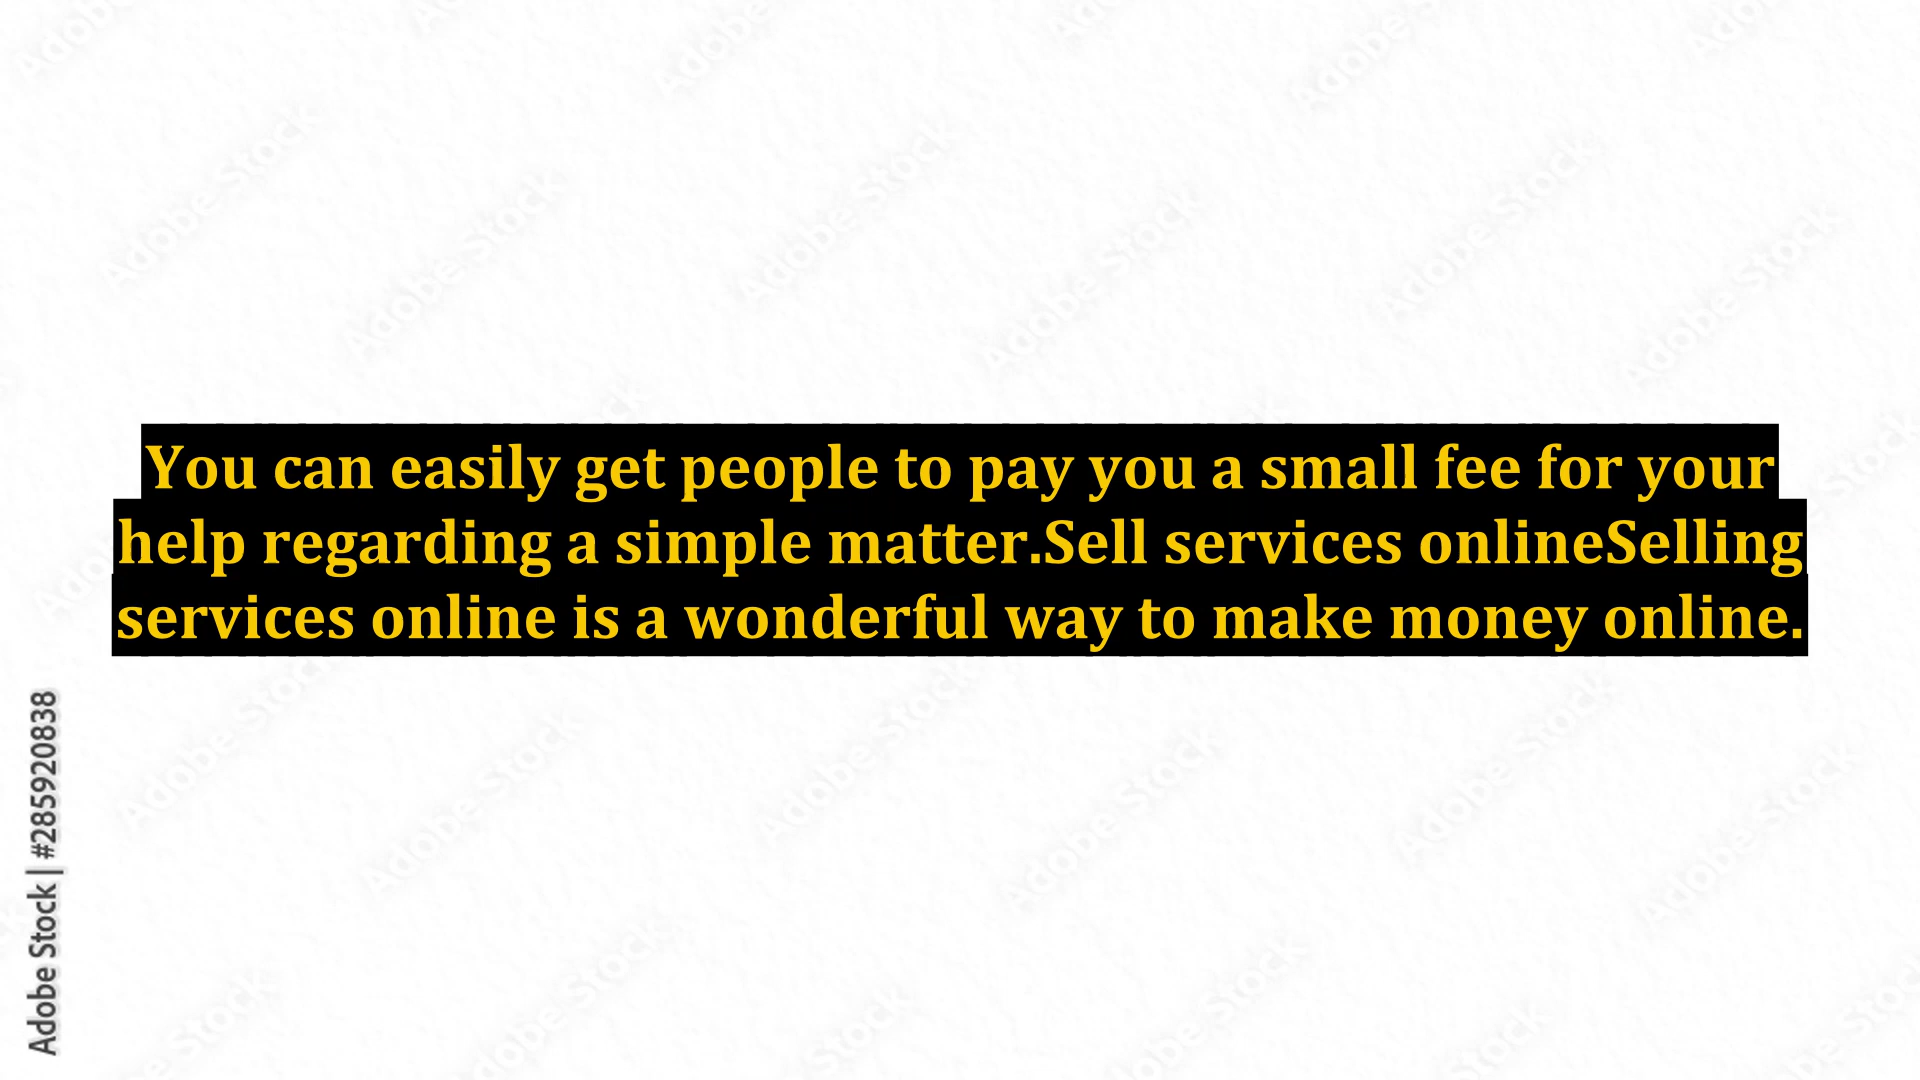 You can easily get people to pay you a small fee for your
help regarding a simple matter.Sell services onlineSelling
services online is a wonderful way to make money online.
Adobe Stock | #285920838